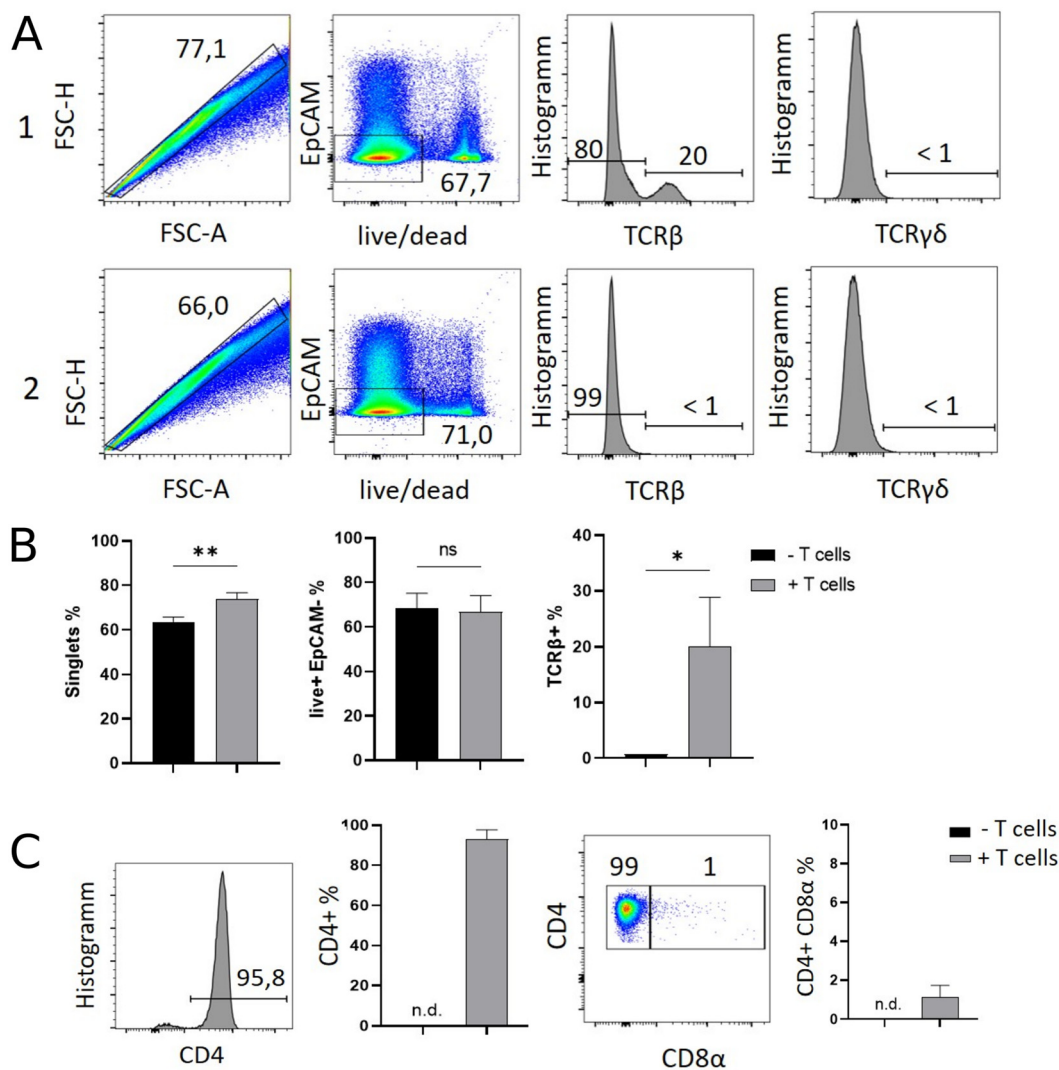 A
1
FSC-H
77,1
FSC-A
EpCAM
67,7
live/dead
Histogramm
80
20
TCRβ
Histogramm
< 1
TCRγδ
2
FSC-H
66,0
FSC-A
EpCAM
71,0
live/dead
Histogramm
99
< 1
TCRβ
Histogramm
< 1
TCRγδ
B
Singlets %
100
80
60
40
20
0
**
live+ EpCAM- %
100
80
60
40
20
0
ns
TCRβ+ %
40
30
20
10
0
*
- T cells
+ T cells
C
Histogramm
95,8
CD4
CD4+ %
100
80
60
40
20
0
n.d.
CD4
99
1
CD8α
CD4+ CD8α %
10
8
6
4
2
0
n.d.
- T cells
+ T cells